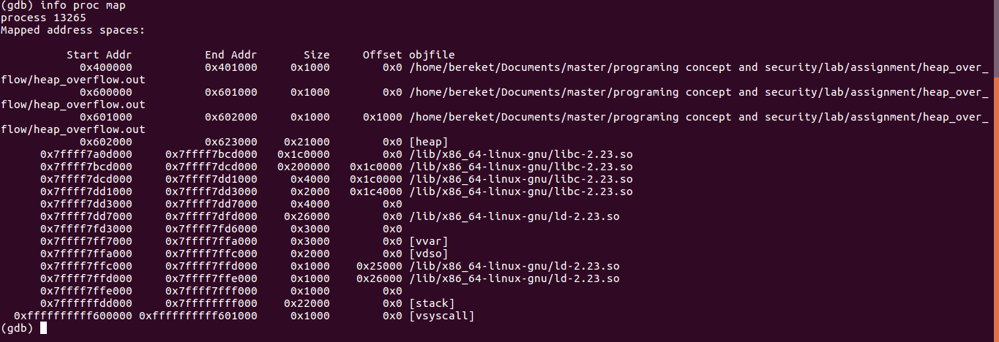 (gdb) info proc map
process 13265
Mapped address spaces:
          Start Addr           End Addr       Size     Offset objfile
            0x400000           0x401000     0x1000        0x0 /home/bereket/Documents/master/programing concept and security/lab/assignment/heap_over_
flow/heap_overflow.out
            0x600000           0x601000     0x1000        0x0 /home/bereket/Documents/master/programing concept and security/lab/assignment/heap_over_
flow/heap_overflow.out
            0x601000           0x602000     0x1000     0x1000 /home/bereket/Documents/master/programing concept and security/lab/assignment/heap_over_
flow/heap_overflow.out
            0x602000           0x623000    0x21000        0x0 [heap]
      0x7ffff7a0d000     0x7ffff7bcd000   0x1c0000        0x0 /lib/x86_64-linux-gnu/libc-2.23.so
      0x7ffff7bcd000     0x7ffff7dcd000   0x200000   0x1c0000 /lib/x86_64-linux-gnu/libc-2.23.so
      0x7ffff7dcd000     0x7ffff7dd1000     0x4000   0x1c0000 /lib/x86_64-linux-gnu/libc-2.23.so
      0x7ffff7dd1000     0x7ffff7dd3000     0x2000   0x1c4000 /lib/x86_64-linux-gnu/libc-2.23.so
      0x7ffff7dd3000     0x7ffff7dd7000     0x4000        0x0
      0x7ffff7dd7000     0x7ffff7dfd000    0x26000        0x0 /lib/x86_64-linux-gnu/ld-2.23.so
      0x7ffff7fd3000     0x7ffff7fd6000     0x3000        0x0
      0x7ffff7ff7000     0x7ffff7ffa000     0x3000        0x0 [vvar]
      0x7ffff7ffa000     0x7ffff7ffc000     0x2000        0x0 [vdso]
      0x7ffff7ffc000     0x7ffff7ffd000     0x1000    0x25000 /lib/x86_64-linux-gnu/ld-2.23.so
      0x7ffff7ffd000     0x7ffff7ffe000     0x1000    0x26000 /lib/x86_64-linux-gnu/ld-2.23.so
      0x7ffff7ffe000     0x7ffff7fff000     0x1000        0x0
      0x7ffffffdd000     0x7ffffffff000    0x22000        0x0 [stack]
  0xffffffffff600000 0xffffffffff601000     0x1000        0x0 [vsyscall]
(gdb)